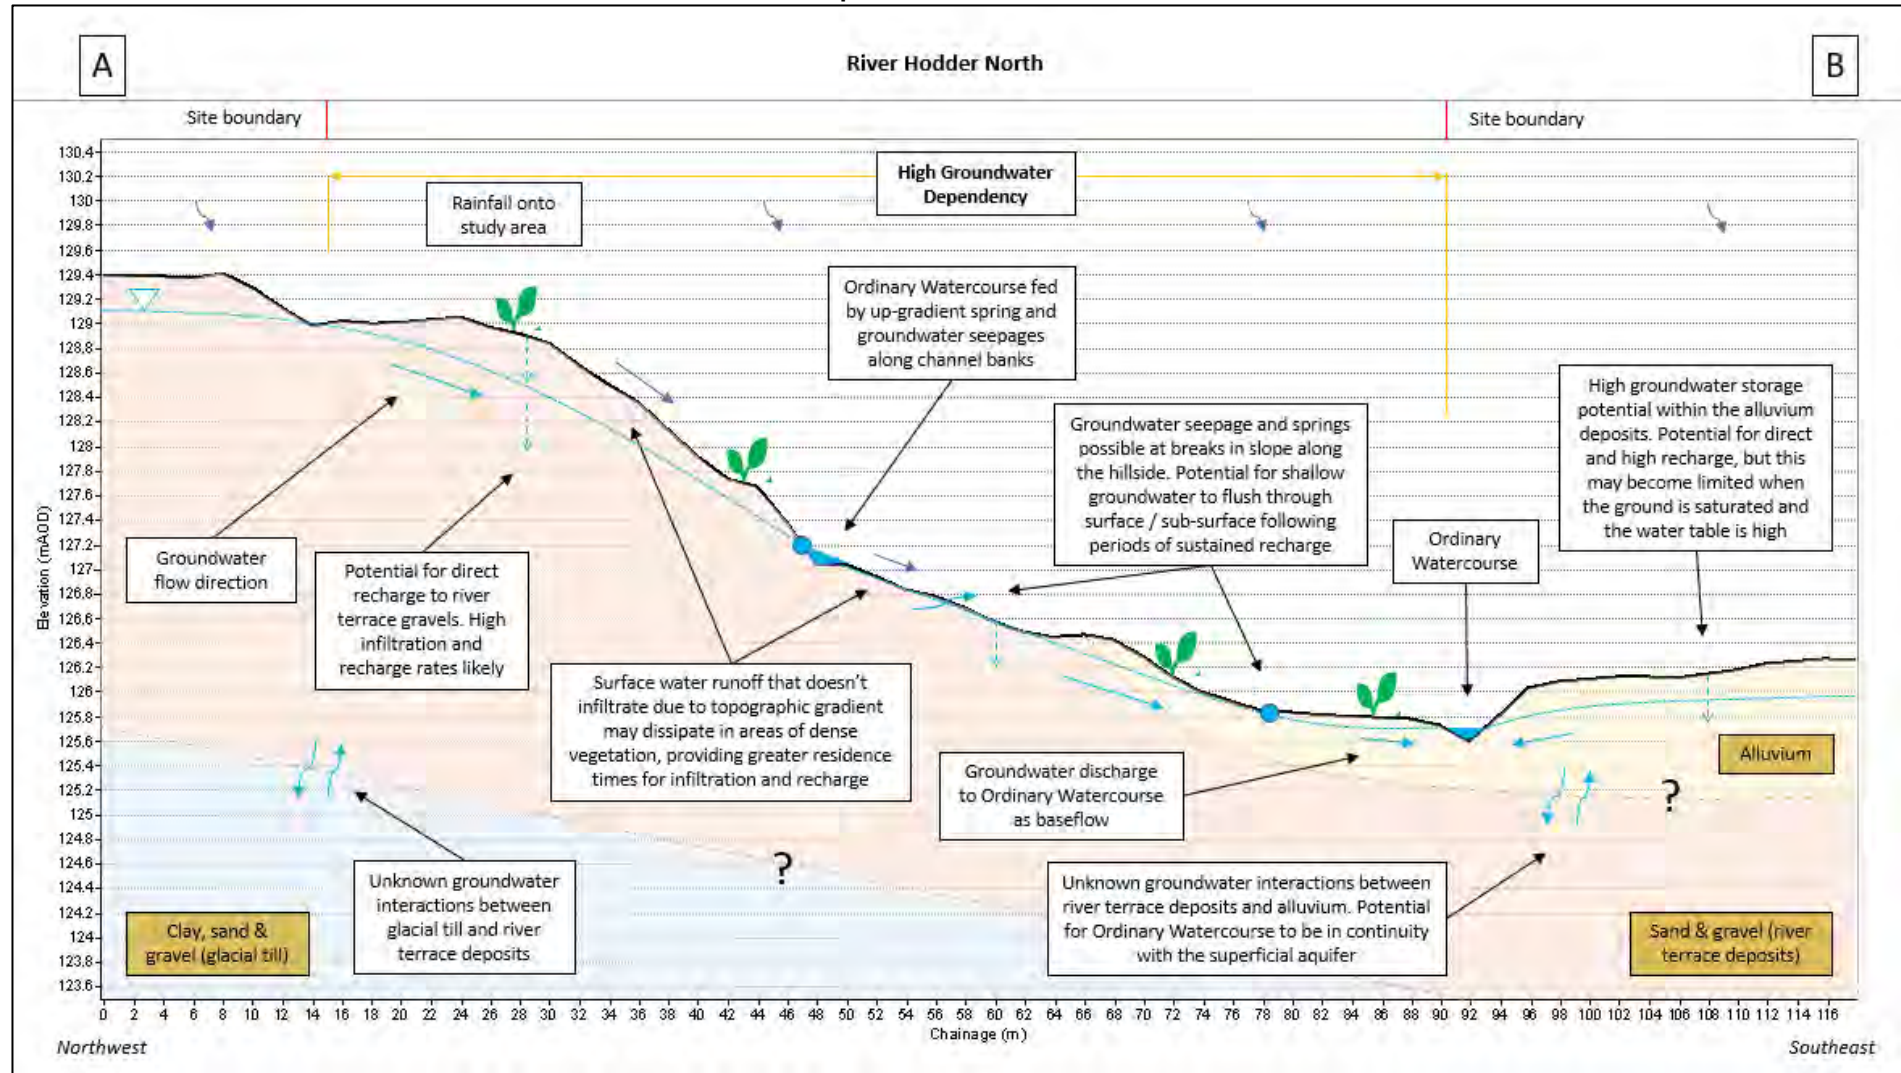 A
River Hodder North
B
Site boundary
Site boundary
High Groundwater
Dependency
Rainfall onto
study area
Ordinary Watercourse fed
by up-gradient spring and
groundwater seepages
along channel banks
High groundwater storage
potential within the alluvium
deposits. Potential for direct
and high recharge, but this
may become limited when
the ground is saturated and
the water table is high
Groundwater seepage and springs
possible at breaks in slope along
the hillside. Potential for shallow
groundwater to flush through
surface / sub-surface following
periods of sustained recharge
Ordinary
Watercourse
Groundwater
flow direction
Potential for direct
recharge to river
terrace gravels. High
infiltration and
recharge rates likely
Surface water runoff that doesn't
infiltrate due to topographic gradient
may dissipate in areas of dense
vegetation, providing greater residence
times for infiltration and recharge
Groundwater discharge
to Ordinary Watercourse
as baseflow
Alluvium
?
?
Unknown groundwater
interactions between
glacial till and river
terrace deposits
Unknown groundwater interactions between
river terrace deposits and alluvium. Potential
for Ordinary Watercourse to be in continuity
with the superficial aquifer
Clay, sand &
gravel (glacial till)
Sand & gravel (river
terrace deposits)
Elevation (mAOD)
130.4
130.2
130
129.8
129.6
129.4
129.2
129
128.8
128.6
128.4
128.2
128
127.8
127.6
127.4
127.2
127
126.8
126.6
126.4
126.2
126
125.8
125.6
125.4
125.2
125
124.8
124.6
124.4
124.2
124
123.8
123.6
0 2 4 6 8 10 12 14 16 18 20 22 24 26 28 30 32 34 36 38 40 42 44 46 48 50 52 54 56 58 60 62 64 66 68 70 72 74 76 78 80 82 84 86 88 90 92 94 96 98 100 102 104 106 108 110 112 114 116
Chainage (m)
Northwest
Southeast